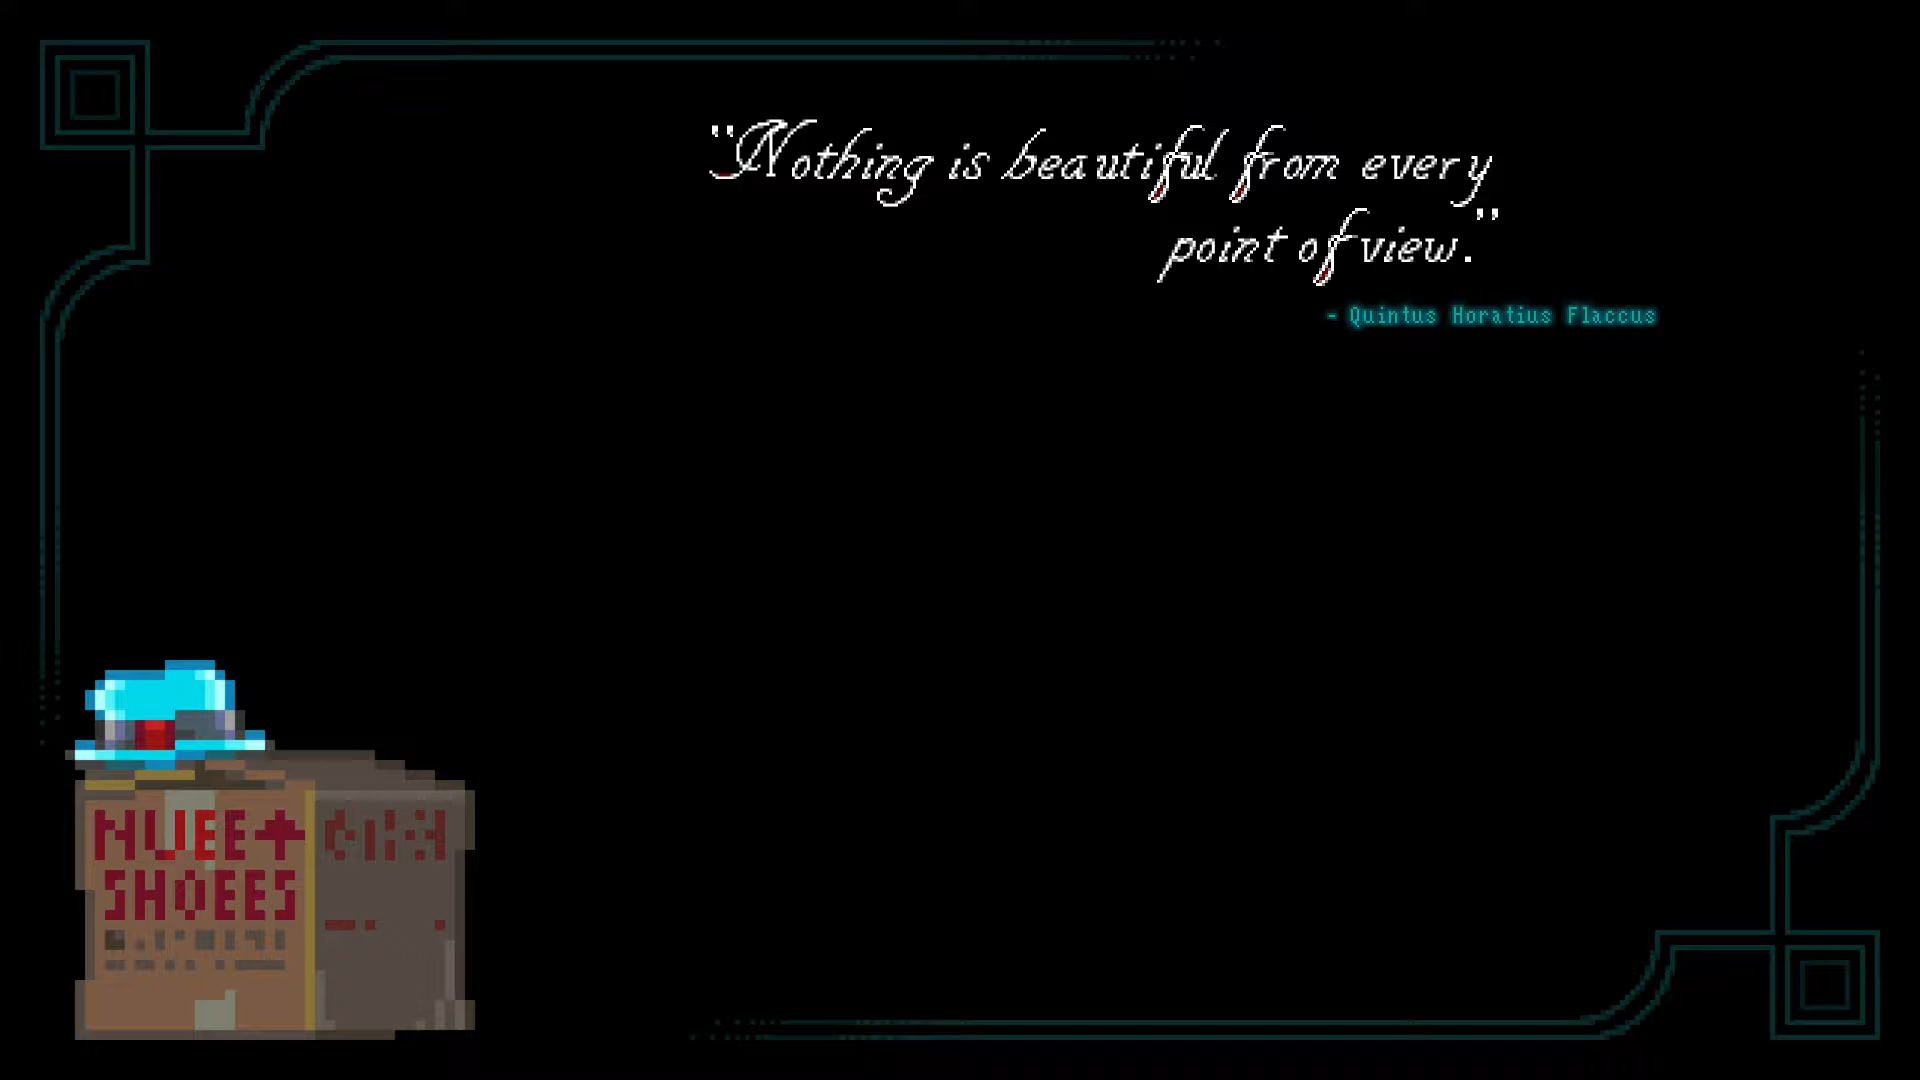 "Nothing is beautiful from every
point of view."
- Quintus Horatius Flaccus
SHOEES